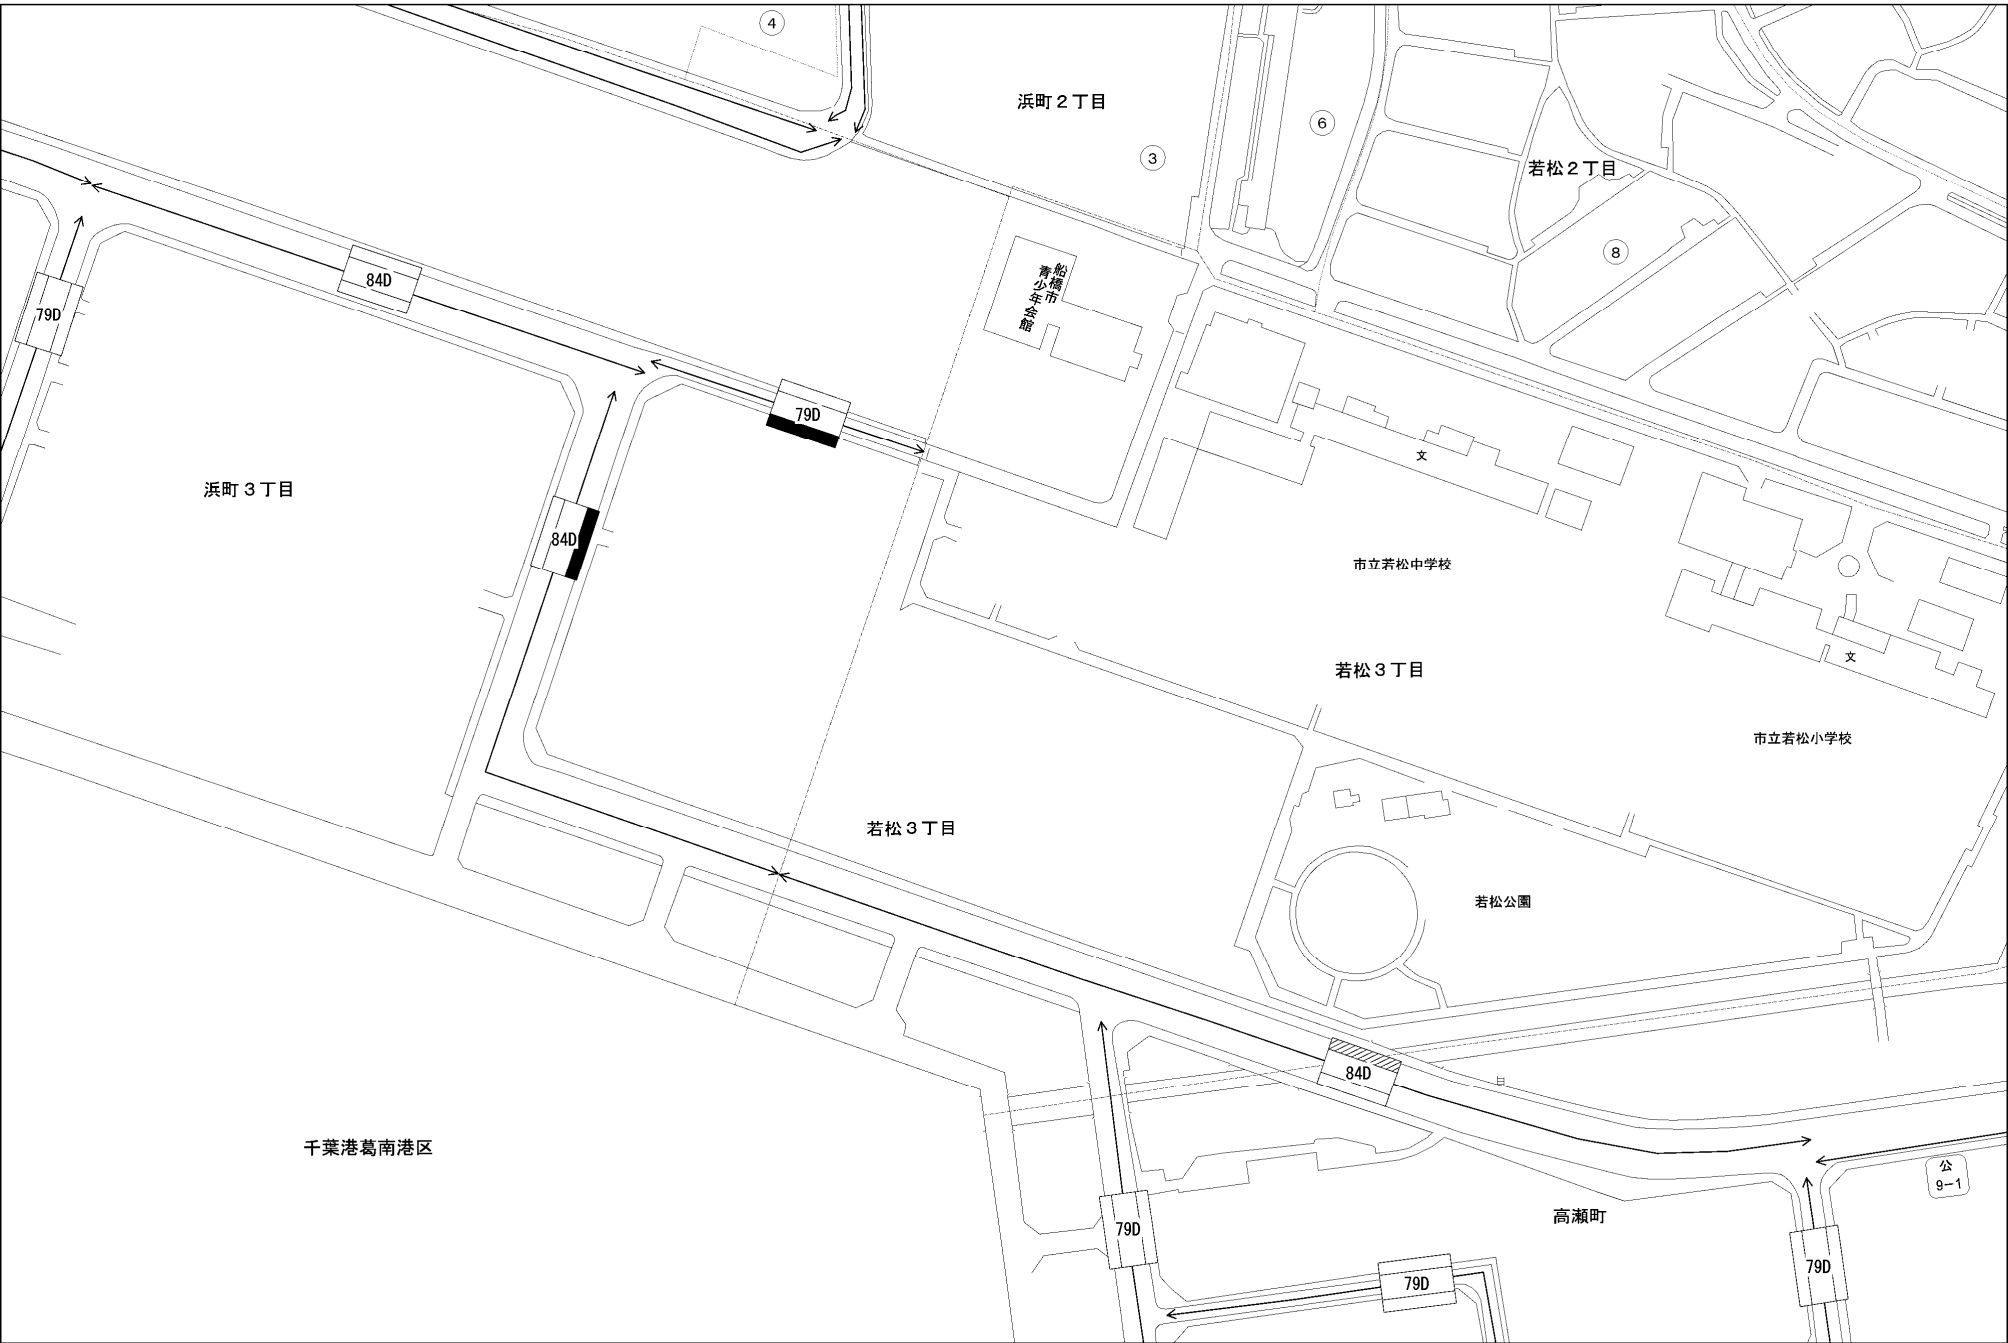 ④
浜町２丁目
③
⑥
若松２丁目
⑧
船橋市
青少年会館
84D
79D
79D
文
浜町３丁目
84D
市立若松中学校
文
若松３丁目
市立若松小学校
若松３丁目
若松公園
84D
千葉港葛南港区
公
9-1
高瀬町
79D
79D
79D